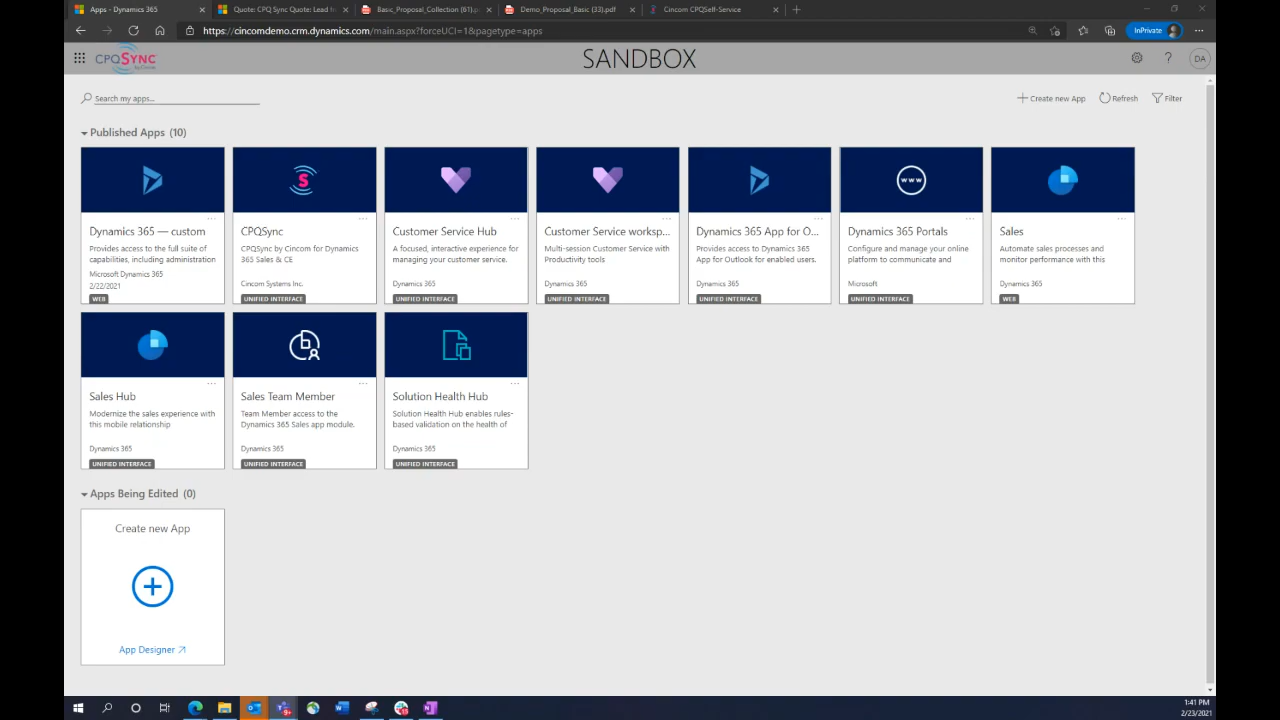 Apps - Dynamics 365
Quote: CPQ Sync Quote: Lead fr
Basic_Proposal_Collection (61).p
Demo_Proposal_Basic (33).pdf
Cincom CPQSelf-Service
https://cincomdemo.crm.dynamics.com/main.aspx?forceUCI=1&pagetype=apps
InPrivate
CPQSYNC
by Cincom
SANDBOX
DA
Search my apps...
Create new App
Refresh
Filter
Published Apps (10)
Dynamics 365 — custom
Provides access to the full suite of
capabilities, including administration
Microsoft Dynamics 365
2/22/2021
WEB
S
CPQSync
CPQSync by Cincom for Dynamics
365 Sales & CE
Cincom Systems Inc.
UNIFIED INTERFACE
Customer Service Hub
A focused, interactive experience for
managing your customer service.
Dynamics 365
UNIFIED INTERFACE
Customer Service worksp...
Multi-session Customer Service with
Productivity tools
Dynamics 365
UNIFIED INTERFACE
Dynamics 365 App for O...
Provides access to Dynamics 365
App for Outlook for enabled users.
Dynamics 365
UNIFIED INTERFACE
www
Dynamics 365 Portals
Configure and manage your online
platform to communicate and
Microsoft
UNIFIED INTERFACE
Sales
Automate sales processes and
monitor performance with this
Dynamics 365
WEB
Sales Hub
Modernize the sales experience with
this mobile relationship
Dynamics 365
UNIFIED INTERFACE
Sales Team Member
Team Member access to the
Dynamics 365 Sales app module.
Dynamics 365
UNIFIED INTERFACE
Solution Health Hub
Solution Health Hub enables rules-
based validation on the health of
Dynamics 365
UNIFIED INTERFACE
Apps Being Edited (0)
Create new App
App Designer
1:41 PM
2/23/2021